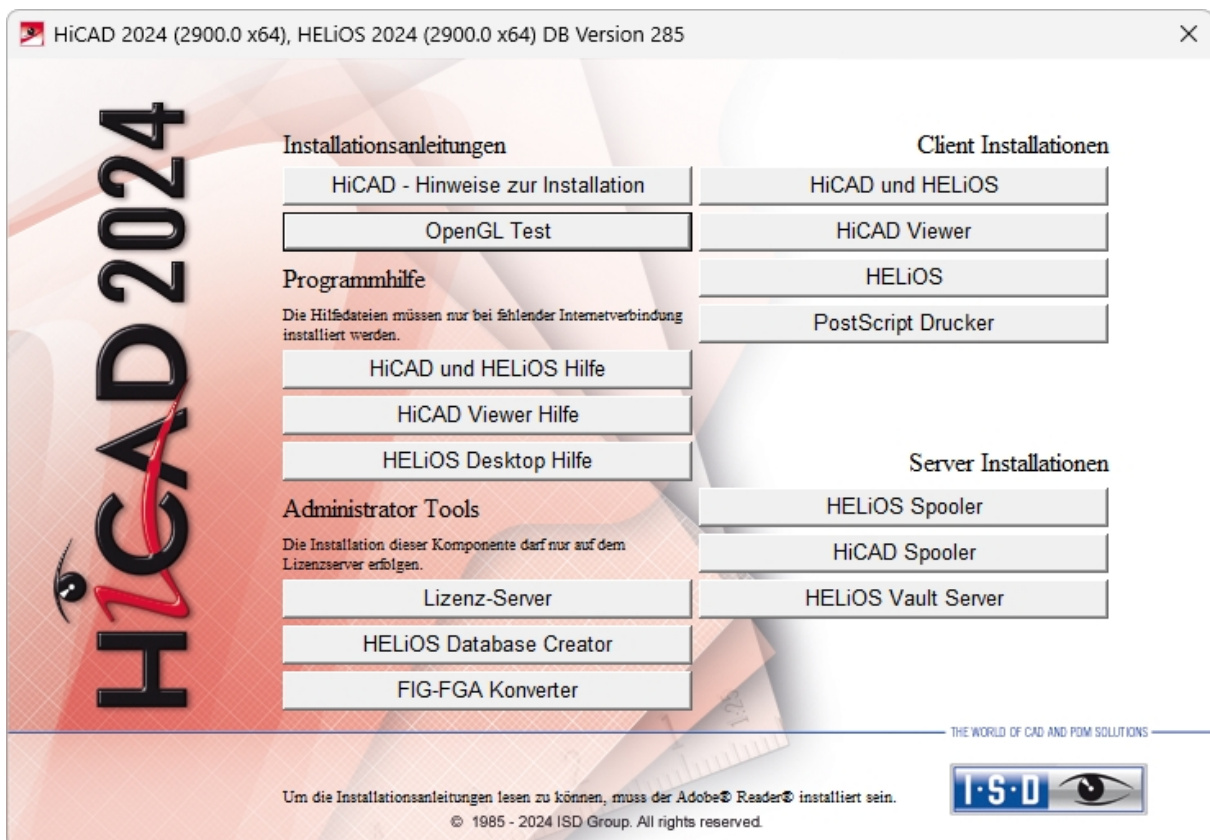 HiCAD 2024 (2900.0 x64), HELiOS 2024 (2900.0 x64) DB Version 285
HiCAD 2024
Installationsanleitungen
HiCAD - Hinweise zur Installation
OpenGL Test
Programmhilfe
Die Hilfedateien müssen nur bei fehlender Internetverbindung
installiert werden.
HiCAD und HELiOS Hilfe
HiCAD Viewer Hilfe
HELiOS Desktop Hilfe
Administrator Tools
Die Installation dieser Komponente darf nur auf dem
Lizenzserver erfolgen.
Lizenz-Server
HELiOS Database Creator
FIG-FGA Konverter
Client Installationen
HiCAD und HELiOS
HiCAD Viewer
HELiOS
PostScript Drucker
Server Installationen
HELiOS Spooler
HiCAD Spooler
HELiOS Vault Server
THE WORLD OF CAD AND PDM SOLUTIONS
I·S·D
Um die Installationsanleitungen lesen zu können, muss der Adobe® Reader® installiert sein.
© 1985 - 2024 ISD Group. All rights reserved.